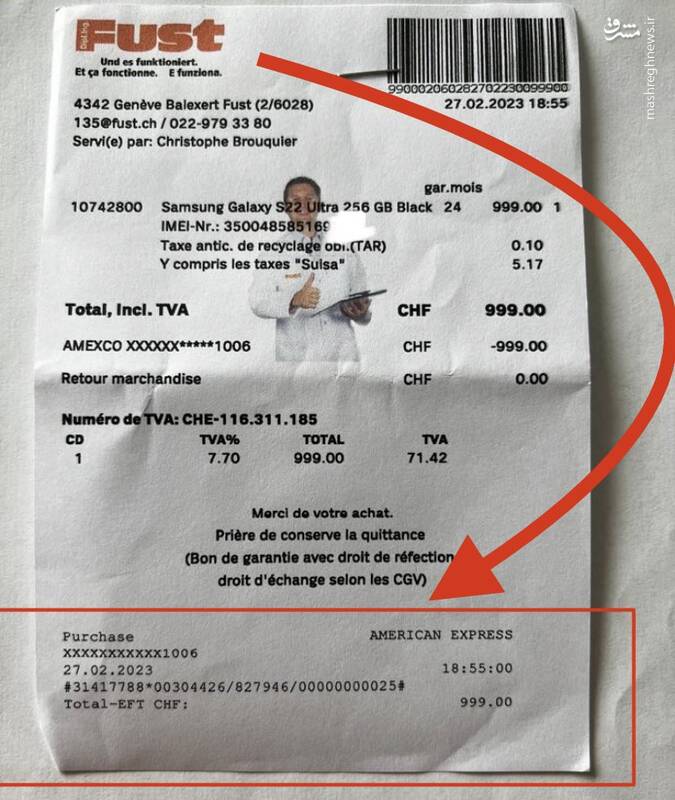 Dipl. Ing.
Fust
Und es funktioniert.
Et ça fonctionne. E funziona.
99000206028270223009990​0
4342 Genève Balexert Fust (2/6028) 27.02.2023 18:55
135@fust.ch / 022-979 33 80
Servi(e) par: Christophe Brouquier
gar.mois
10742800 Samsung Galaxy S22 Ultra 256 GB Black 24 999.00 1
IMEI-Nr.: 350048585169
Taxe antic. de recyclage obl.(TAR) 0.10
Y compris les taxes "Suisa" 5.17
Total, incl. TVA CHF 999.00
AMEXCO XXXXXX*****1006 CHF -999.00
Retour marchandise CHF 0.00
Numéro de TVA: CHE-116.311.185
CD TVA% TOTAL TVA
1 7.70 999.00 71.42
Merci de votre achat.
Prière de conserve la quittance
(Bon de garantie avec droit de réfection
droit d'échange selon les CGV)
Purchase AMERICAN EXPRESS
XXXXXXXXXXX1006
27.02.2023 18:55:00
#31417788*00304426/827946/00000000025#
Total-EFT CHF: 999.00
مشرق
mashreghnews.ir